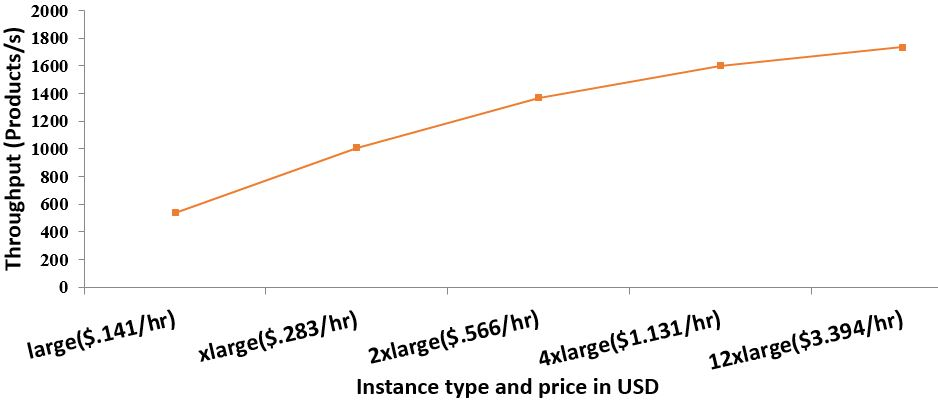 2000
1800
1600
1400
1200
1000
800
600
400
200
0
Throughput (Products/s)
large($.141/hr)
xlarge($.283/hr)
2xlarge($.566/hr)
4xlarge($1.131/hr)
12xlarge($3.394/hr)
Instance type and price in USD